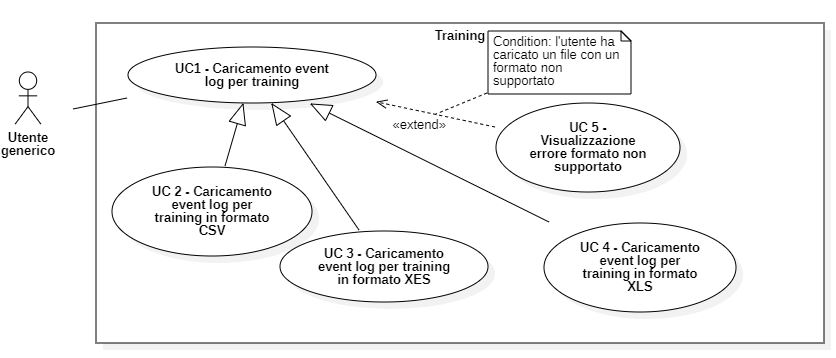 Training
Condition: l'utente ha
caricato un file con un
formato non
supportato
UC1 - Caricamento event
log per training
Utente
generico
«extend»
UC 5 -
Visualizzazione
errore formato non
supportato
UC 2 - Caricamento
event log per
training in formato
CSV
UC 3 - Caricamento
event log per training
in formato XES
UC 4 - Caricamento
event log per
training in formato
XLS